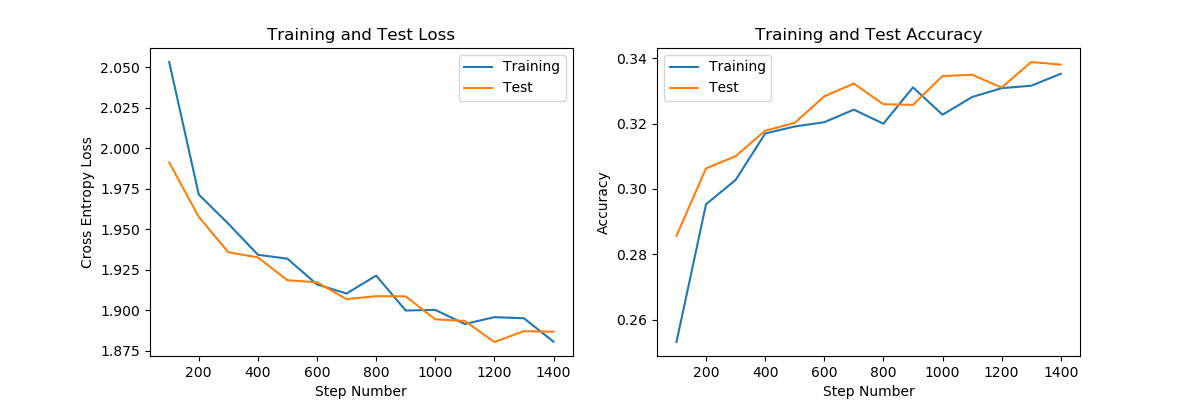 Training and Test Loss
Cross Entropy Loss
2.050
2.025
2.000
1.975
1.950
1.925
1.900
1.875
Training
Test
200 400 600 800 1000 1200 1400
Step Number
Training and Test Accuracy
Accuracy
0.34
0.32
0.30
0.28
0.26
Training
Test
200 400 600 800 1000 1200 1400
Step Number